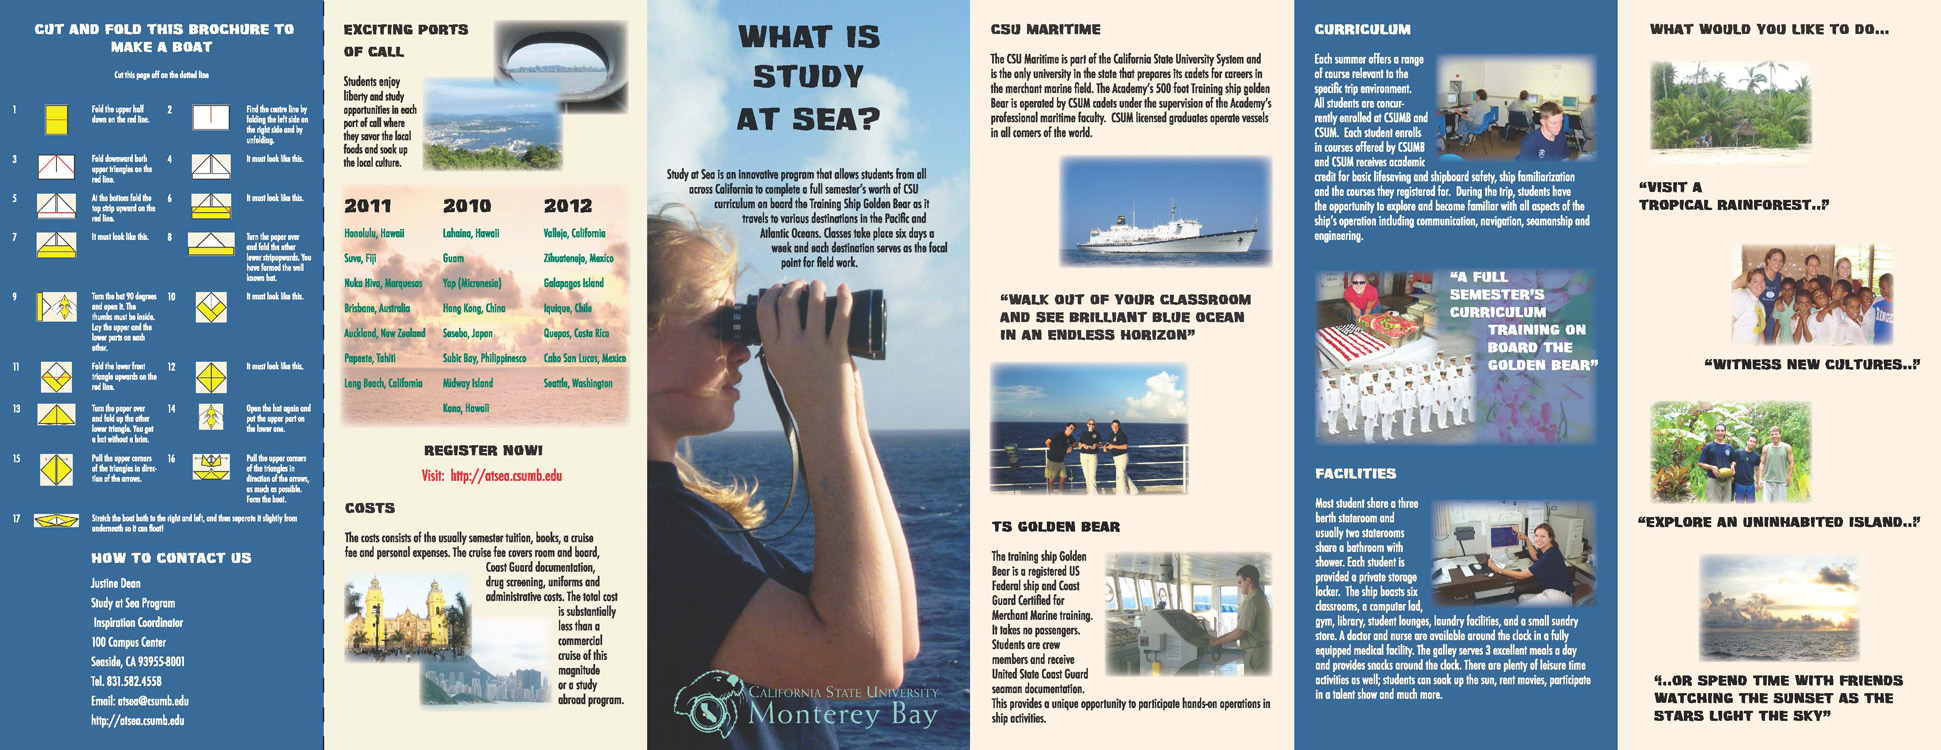 CUT AND FOLD THIS BROCHURE TO
MAKE A BOAT
Cut this page off on the dotted line
1
Fold the upper half
down on the red line.
2
Find the centre line by
folding the left side on
the right side and by
unfolding.
3
Fold downward both
upper triangles on the
red line.
4
It must look like this.
5
At the bottom fold the
top strip upward on the
red line.
6
It must look like this.
7
It must look like this.
8
Turn the paper over
and fold the other
lower stripupwards. You
have formed the well
known hat.
9
Turn the hat 90 degrees
and open it. The
thumbs must be inside.
Lay the upper and the
lower parts on each
other.
10
It must look like this.
11
Fold the lower front
triangle upwards on the
red line.
12
It must look like this.
13
Turn the paper over
and fold up the other
lower triangle. You get
a hat without a brim.
14
Open the hat again and
put the upper part on
the lower one.
15
Pull the upper corners
of the triangles in direc-
tion of the arrows.
16
Pull the upper corners
of the triangles in
direction of the arrows,
as much as possible.
Form the boat.
17
Stretch the boat both to the right and left, and then separate it slightly from
underneath so it can float!
HOW TO CONTACT US
Justine Dean
Study at Sea Program
Inspiration Coordinator
100 Campus Center
Seaside, CA 93955-8001
Tel. 831.582.4558
Email: atsea@csumb.edu
http://atsea.csumb.edu
EXCITING PORTS
OF CALL
Students enjoy
liberty and study
opportunities in each
port of call where
they savor the local
foods and soak up
the local culture.
2011
Honolulu, Hawaii
Suva, Fiji
Nuka Hiva, Marquesas
Brisbane, Australia
Auckland, New Zealand
Papeete, Tahiti
Long Beach, California
2010
Lahaina, Hawaii
Guam
Yap (Micronesia)
Hong Kong, China
Sasebo, Japan
Subic Bay, Philippinesco
Midway Island
Kona, Hawaii
2012
Vallejo, California
Zihuatenejo, Mexico
Galapagos Island
Iquique, Chile
Quepos, Costa Rica
Cabo San Lucas, Mexico
Seattle, Washington
REGISTER NOW!
Visit: http://atsea.csumb.edu
COSTS
The costs consists of the usually semester tuition, books, a cruise
fee and personal expenses. The cruise fee covers room and board,
Coast Guard documentation,
drug screening, uniforms and
administrative costs. The total cost
is substantially
less than a
commercial
cruise of this
magnitude
or a study
abroad program.
WHAT IS
STUDY
AT SEA?
Study at Sea is an innovative program that allows students from all
across California to complete a full semester's worth of CSU
curriculum on board the Training Ship Golden Bear as it
travels to various destinations in the Pacific and
Atlantic Oceans. Classes take place six days a
week and each destination serves as the focal
point for field work.
CALIFORNIA STATE UNIVERSITY
Monterey Bay
CSU MARITIME
The CSU Maritime is part of the California State University System and
is the only university in the state that prepares its cadets for careers in
the merchant marine field. The Academy's 500 foot Training ship golden
Bear is operated by CSUM cadets under the supervision of the Academy's
professional maritime faculty. CSUM licensed graduates operate vessels
in all corners of the world.
"WALK OUT OF YOUR CLASSROOM
AND SEE BRILLIANT BLUE OCEAN
IN AN ENDLESS HORIZON"
TS GOLDEN BEAR
The training ship Golden
Bear is a registered US
Federal ship and Coast
Guard Certified for
Merchant Marine training.
It takes no passengers.
Students are crew
members and receive
United State Coast Guard
seaman documentation.
This provides a unique opportunity to participate hands-on operations in
ship activities.
CURRICULUM
Each summer offers a range
of course relevant to the
specific trip environment.
All students are concur-
rently enrolled at CSUMB and
CSUM. Each student enrolls
in courses offered by CSUMB
and CSUM receives academic
credit for basic lifesaving and shipboard safety, ship familiarization
and the courses they registered for. During the trip, students have
the opportunity to explore and become familiar with all aspects of the
ship's operation including communication, navigation, seamanship and
engineering.
"A FULL
SEMESTER'S
CURRICULUM
TRAINING ON
BOARD THE
GOLDEN BEAR"
FACILITIES
Most student share a three
berth stateroom and
usually two staterooms
share a bathroom with
shower. Each student is
provided a private storage
locker. The ship boasts six
classrooms, a computer lad,
gym, library, student lounges, laundry facilities, and a small sundry
store. A doctor and nurse are available around the clock in a fully
equipped medical facility. The galley serves 3 excellent meals a day
and provides snacks around the clock. There are plenty of leisure time
activities as well; students can soak up the sun, rent movies, participate
in a talent show and much more.
WHAT WOULD YOU LIKE TO DO...
"VISIT A
TROPICAL RAINFOREST..?"
"WITNESS NEW CULTURES..?"
"EXPLORE AN UNINHABITED ISLAND..?"
"...OR SPEND TIME WITH FRIENDS
WATCHING THE SUNSET AS THE
STARS LIGHT THE SKY"